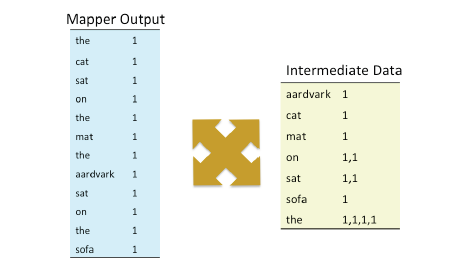 Mapper Output
the 1
cat 1
sat 1
on 1
the 1
mat 1
the 1
aardvark 1
sat 1
on 1
the 1
sofa 1
Intermediate Data
aardvark 1
cat 1
mat 1
on 1,1
sat 1,1
sofa 1
the 1,1,1,1